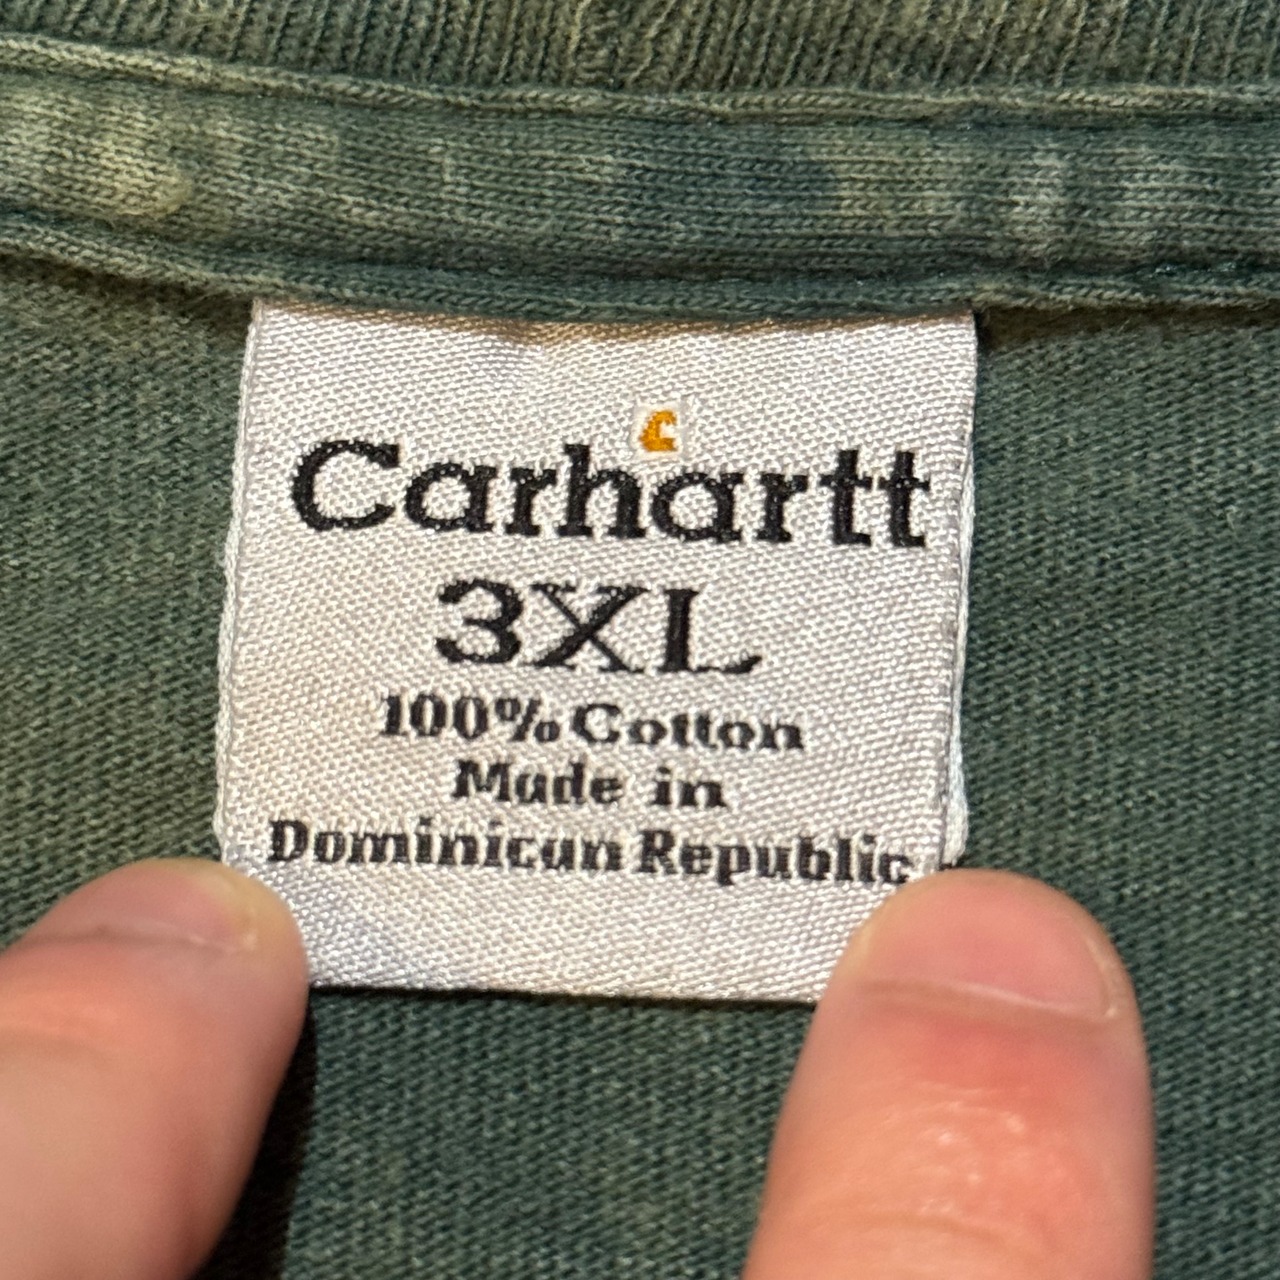 Carhartt
3XL
100% Cotton
Made in
Dominican Republic